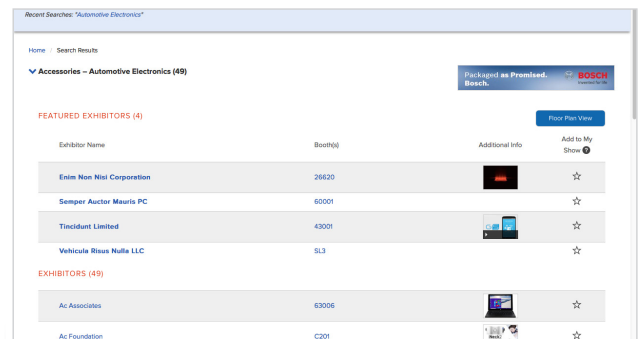 Recent Searches: "Automotive Electronics"
Home / Search Results
Accessories – Automotive Electronics (49)
Packaged as Promised.
Bosch.
BOSCH
Invented for life
FEATURED EXHIBITORS (4)
Floor Plan View
Exhibitor Name Booth(s) Additional Info Add to My Show ?
Enim Non Nisi Corporation 26620
Semper Auctor Mauris PC 60001
Tincidunt Limited 43001
Vehicula Risus Nulla LLC SL3
EXHIBITORS (49)
Ac Associates 63006
Ac Foundation C201